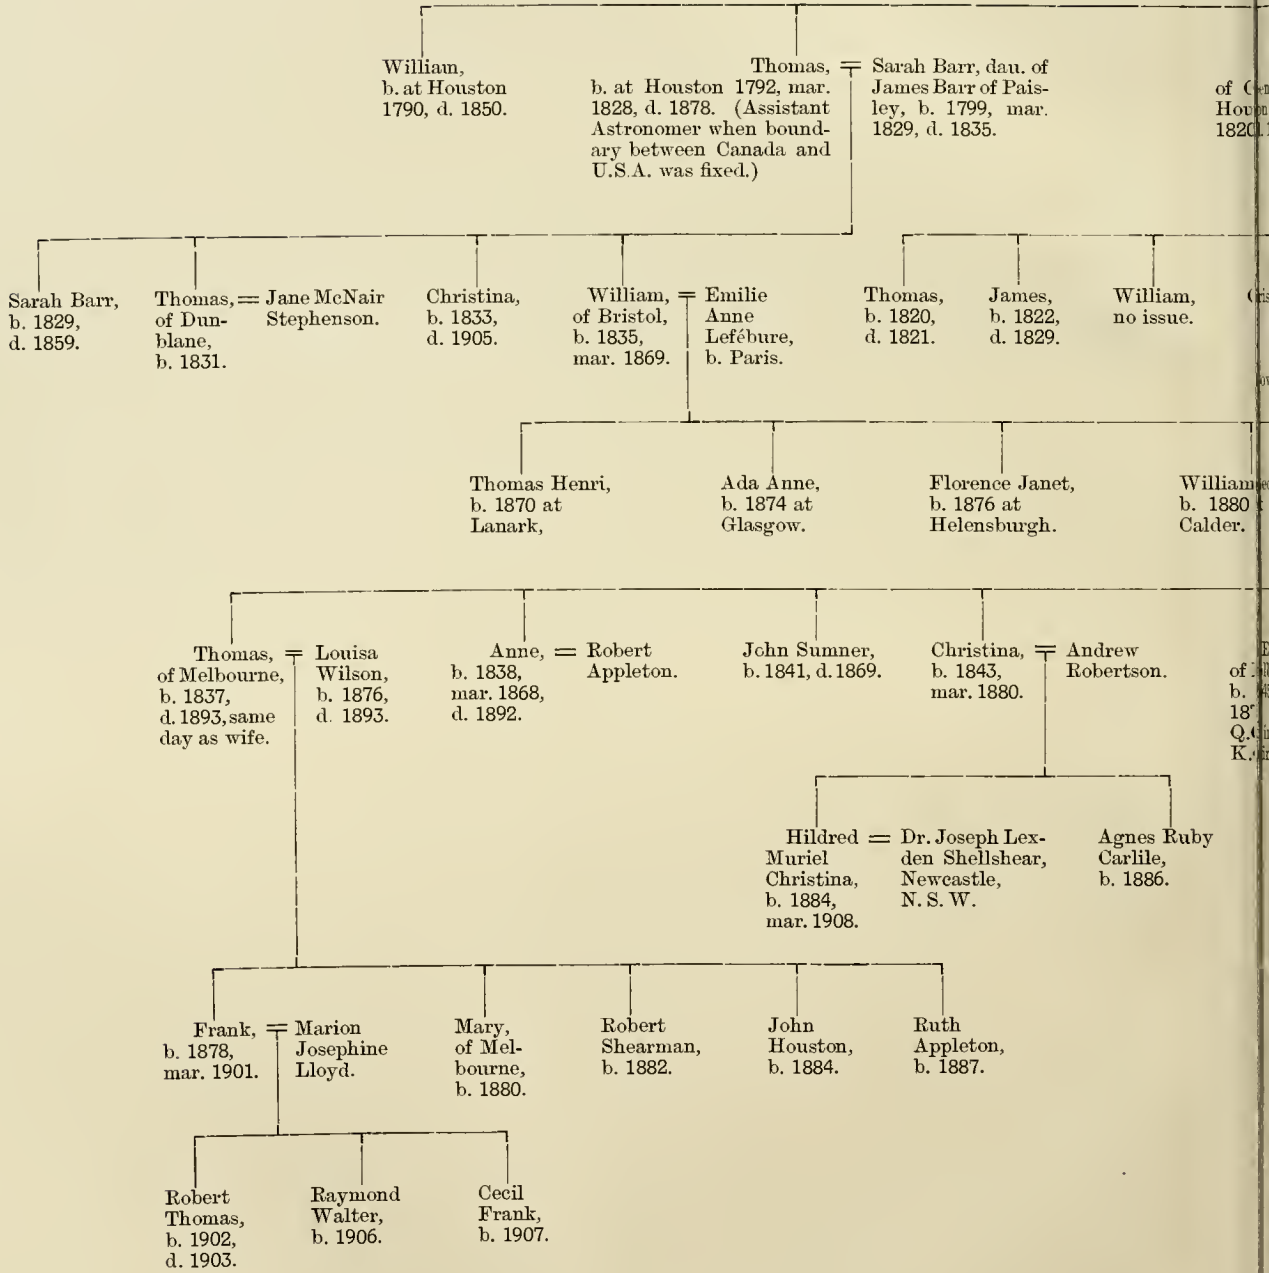 William,
b. at Houston
1790, d. 1850.
Thomas, =
b. at Houston 1792, mar.
1828, d. 1878. (Assistant
Astronomer when bound-
ary between Canada and
U.S.A. was fixed.)
Sarah Barr, dau. of
James Barr of Pais-
ley, b. 1799, mar.
1829, d. 1835.
of
1820
Sarah Barr,
b. 1829,
d. 1859.
Thomas, =
of Dun-
blane,
b. 1831.
Jane McNair
Stephenson.
Christina,
b. 1833,
d. 1905.
William, =
of Bristol,
b. 1835,
mar. 1869.
Emilie
Anne
Lefébure,
b. Paris.
Thomas,
b. 1820,
d. 1821.
James,
b. 1822,
d. 1829.
William,
no issue.
Thomas Henri,
b. 1870 at
Lanark,
Ada Anne,
b. 1874 at
Glasgow.
Florence Janet,
b. 1876 at
Helensburgh.
William
b. 1880
Calder.
Thomas, =
of Melbourne,
b. 1837,
d. 1893, same
day as wife.
Louisa
Wilson,
b. 1876,
d. 1893.
Anne, =
b. 1838,
mar. 1868,
d. 1892.
Robert
Appleton.
John Sumner,
b. 1841, d. 1869.
Christina, =
b. 1843,
mar. 1880.
Andrew
Robertson.
of
b.
Hildred =
Muriel
Christina,
b. 1884,
mar. 1908.
Dr. Joseph Lex-
den Shellshear,
Newcastle,
N. S. W.
Agnes Ruby
Carlile,
b. 1886.
Frank, =
b. 1878,
mar. 1901.
Marion
Josephine
Lloyd.
Mary,
of Mel-
bourne,
b. 1880.
Robert
Shearman,
b. 1882.
John
Houston,
b. 1884.
Ruth
Appleton,
b. 1887.
Robert
Thomas,
b. 1902,
d. 1903.
Raymond
Walter,
b. 1906.
Cecil
Frank,
b. 1907.